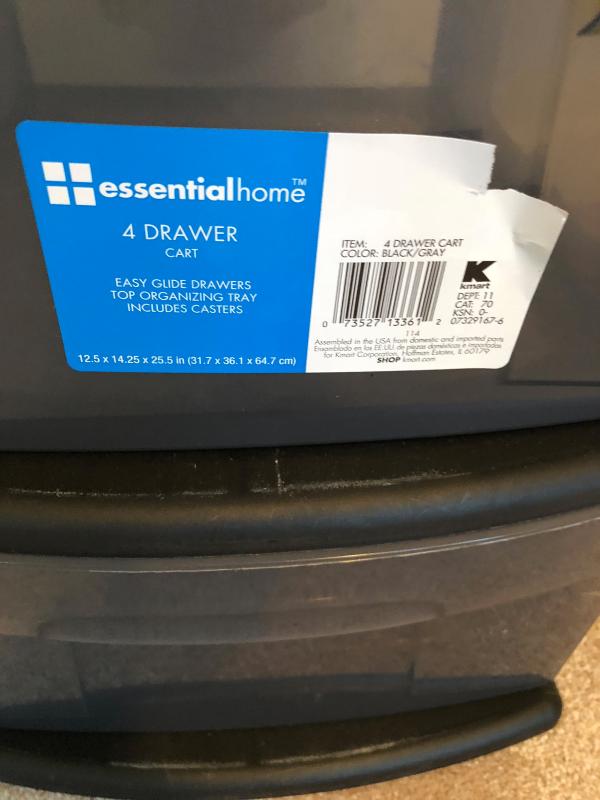 essentialhome™
4 DRAWER
CART
EASY GLIDE DRAWERS
TOP ORGANIZING TRAY
INCLUDES CASTERS
12.5 x 14.25 x 25.5 in (31.7 x 36.1 x 64.7 cm)
ITEM: 4 DRAWER CART
COLOR: BLACK/GRAY
0 73527 13361 2
K
kmart
DEPT: 11
CAT: 70
KSN: 0-
07329167-6
114
Assembled in the USA from domestic and imported parts
Ensamblado en los EE.UU. de piezas domésticas e importadas
for Kmart Corporation, Hoffman Estates, IL 60179
SHOP kmart.com